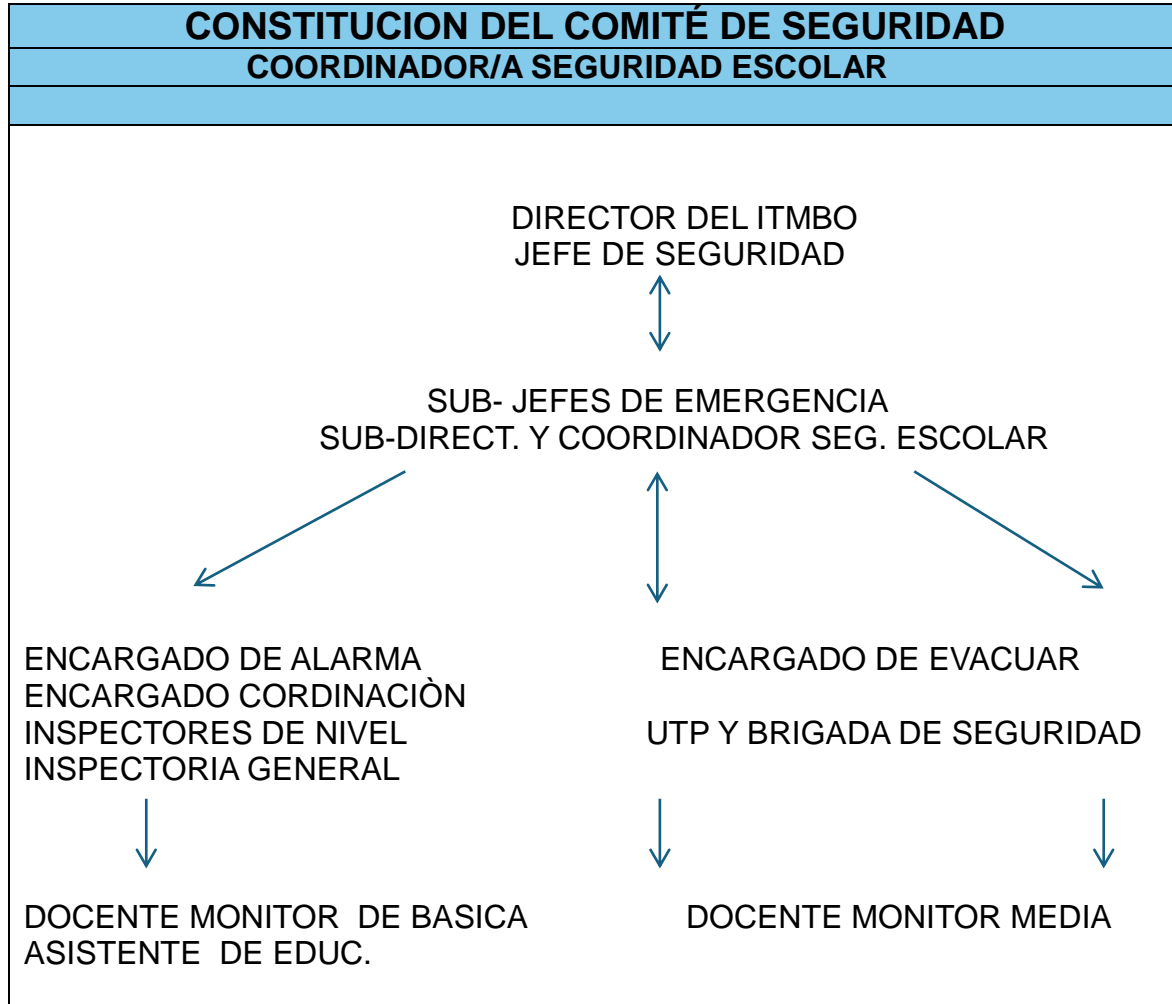 CONSTITUCION DEL COMITÉ DE SEGURIDAD
COORDINADOR/A SEGURIDAD ESCOLAR
DIRECTOR DEL ITMBO
JEFE DE SEGURIDAD
SUB- JEFES DE EMERGENCIA
SUB-DIRECT. Y COORDINADOR SEG. ESCOLAR
ENCARGADO DE ALARMA
ENCARGADO CORDINACIÒN
INSPECTORES DE NIVEL
INSPECTORIA GENERAL
ENCARGADO DE EVACUAR
UTP Y BRIGADA DE SEGURIDAD
DOCENTE MONITOR  DE BASICA
ASISTENTE  DE EDUC.
DOCENTE MONITOR MEDIA